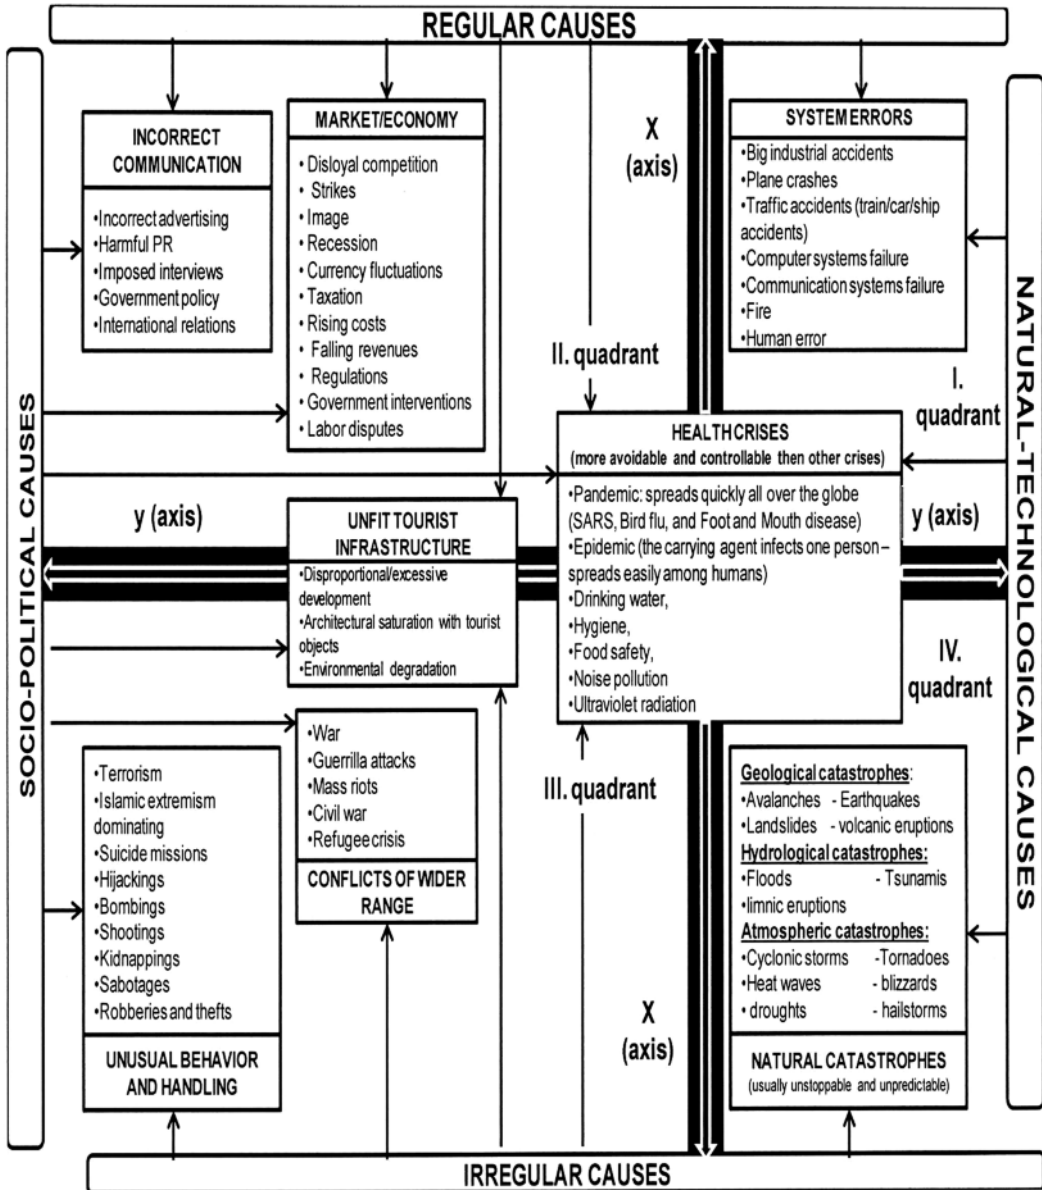 REGULAR CAUSES
SOCIO-POLITICAL CAUSES
INCORRECT
COMMUNICATION
•Incorrect advertising
•Harmful PR
•Imposed interviews
•Government policy
•International relations
MARKET/ECONOMY
•Disloyal competition
• Strikes
•Image
•Recession
•Currency fluctuations
•Taxation
•Rising costs
• Falling revenues
• Regulations
•Government interventions
•Labor disputes
X
(axis)
II. quadrant
SYSTEM ERRORS
•Big industrial accidents
•Plane crashes
•Traffic accidents (train/car/ship
accidents)
•Computer systems failure
•Communication systems failure
•Fire
•Human error
I.
quadrant
NATURAL-TECHNOLOGICAL CAUSES
HEALTH CRISES
(more avoidable and controllable then other crises)
•Pandemic: spreads quickly all over the globe
(SARS, Bird flu, and Foot and Mouth disease)
•Epidemic (the carrying agent infects one person –
spreads easily among humans)
•Drinking water,
•Hygiene,
•Food safety,
•Noise pollution
•Ultraviolet radiation
y (axis)
UNFIT TOURIST
INFRASTRUCTURE
•Disproportional/excessive
development
•Architectural saturation with tourist
objects
•Environmental degradation
y (axis)
IV.
quadrant
•War
•Guerrilla attacks
•Mass riots
•Civil war
•Refugee crisis
CONFLICTS OF WIDER
RANGE
III. quadrant
•Terrorism
•Islamic extremism
dominating
•Suicide missions
•Hijackings
•Bombings
•Shootings
•Kidnappings
•Sabotages
•Robberies and thefts
UNUSUAL BEHAVIOR
AND HANDLING
X
(axis)
Geological catastrophes:
•Avalanches - Earthquakes
•Landslides - volcanic eruptions
Hydrological catastrophes:
•Floods - Tsunamis
•limnic eruptions
Atmospheric catastrophes:
•Cyclonic storms -Tornadoes
•Heat waves - blizzards
• droughts - hailstorms
NATURAL CATASTROPHES
(usually unstoppable and unpredictable)
IRREGULAR CAUSES